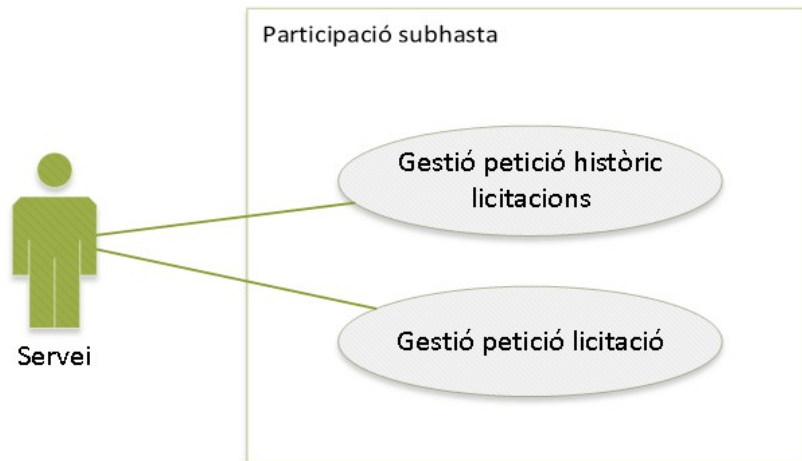 Participació subhasta
Gestió petició històric
licitacions
Gestió petició licitació
Servei